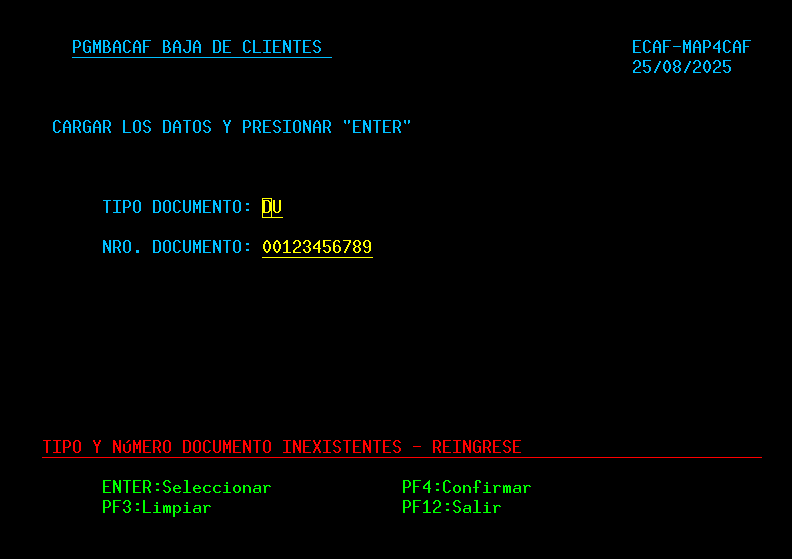 PGMBACAF BAJA DE CLIENTES ECAF-MAP4CAF
25/08/2025
CARGAR LOS DATOS Y PRESIONAR "ENTER"
TIPO DOCUMENTO: DU
NRO. DOCUMENTO: 00123456789
TIPO Y NúMERO DOCUMENTO INEXISTENTES - REINGRESE
ENTER:Seleccionar PF4:Confirmar
PF3:Limpiar PF12:Salir